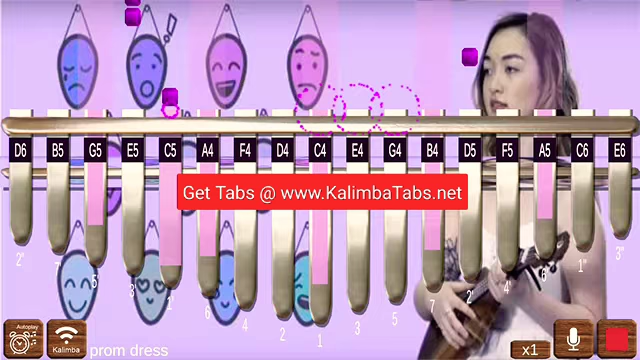 D6 B5 G5 E5 C5 A4 F4 D4 C4 E4 G4 B4 D5 F5 A5 C6 E6
Get Tabs @ www.KalimbaTabs.net
2" 7' 5' 3' 1' 6 4 2 1 3 5 7 2' 4' 6' 1" 3"
Autoplay
Kalimba
prom dress
x1